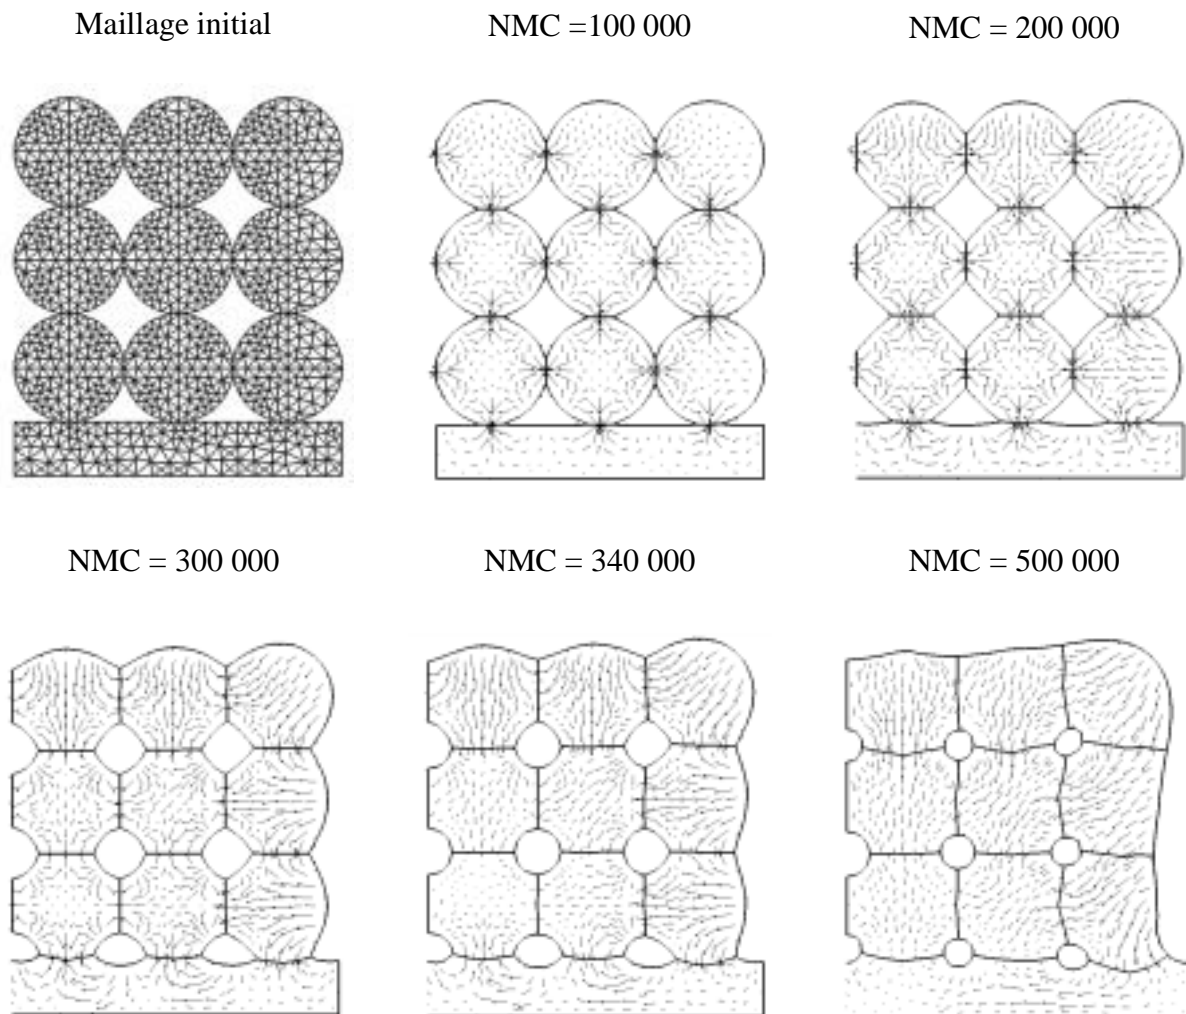 Maillage initial
NMC =100 000
NMC = 200 000
NMC = 300 000
NMC = 340 000
NMC = 500 000